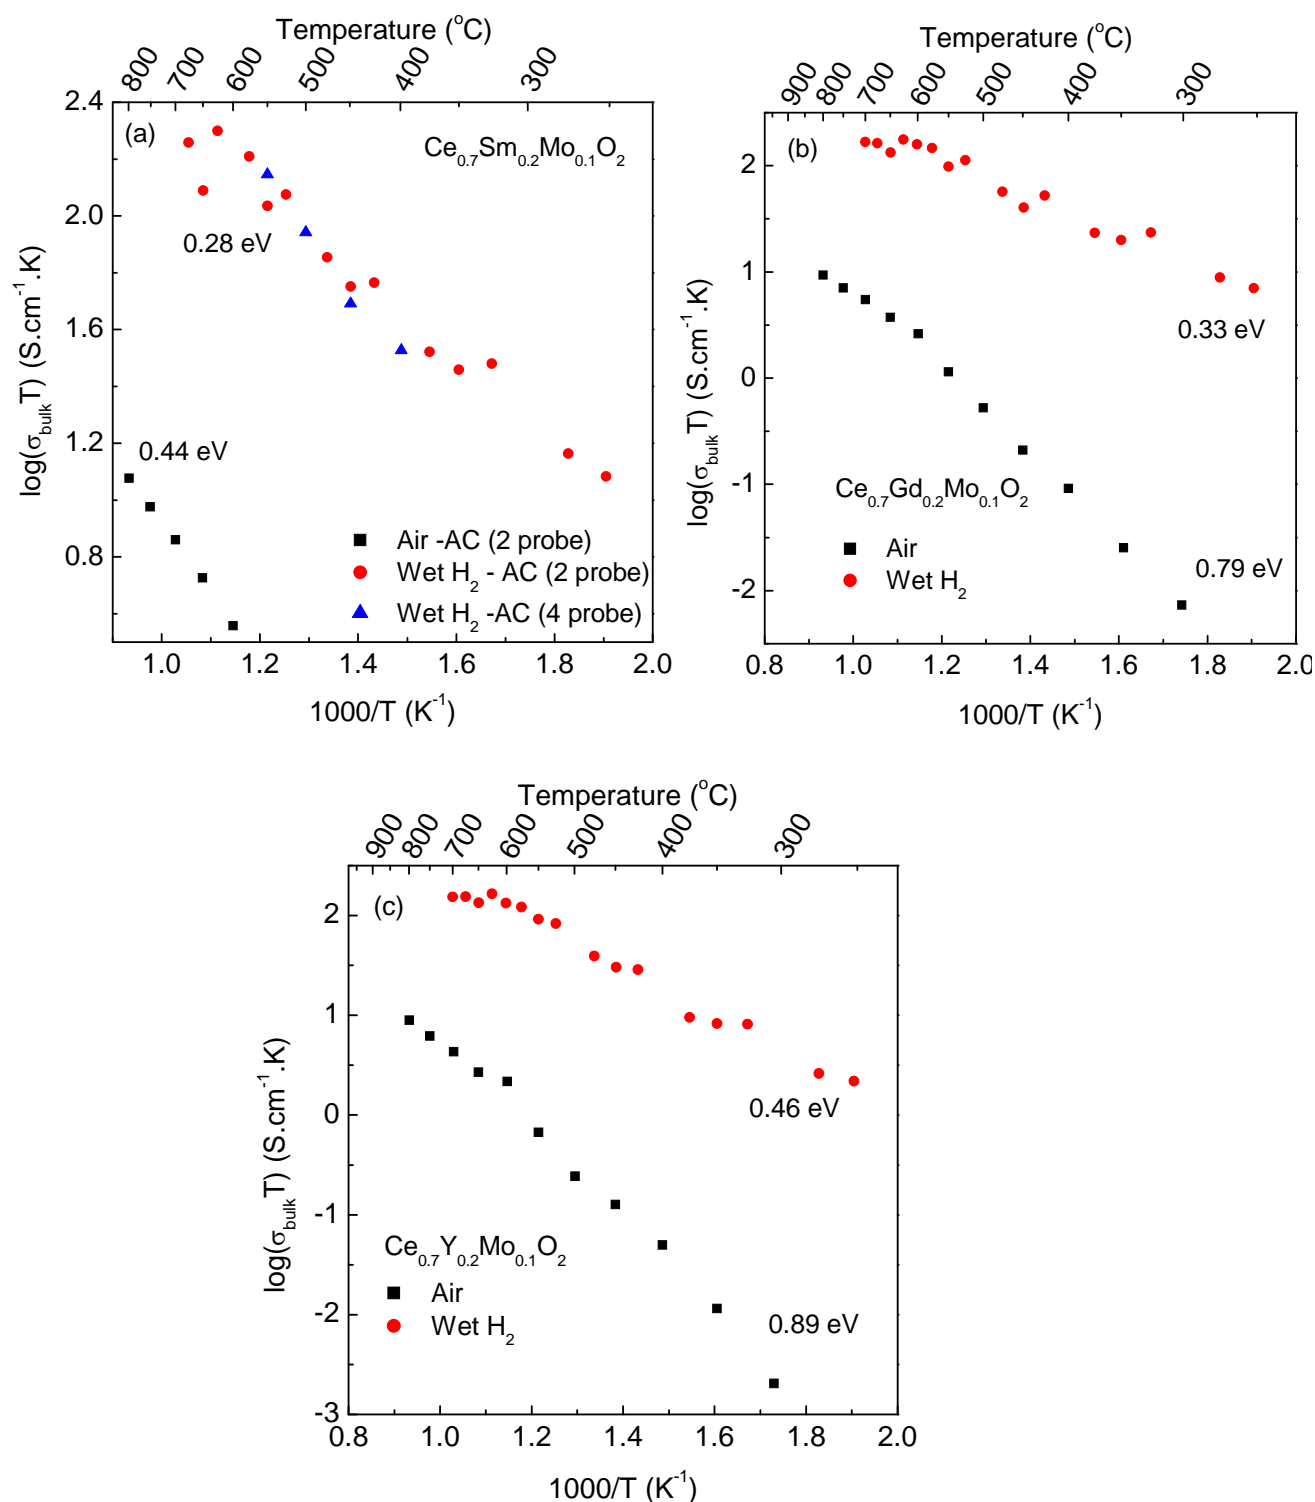 Temperature (°C)
800 700 600 500 400 300
2.4
2.0
1.6
1.2
0.8
log(σ_bulkT) (S.cm⁻¹.K)
(a)
Ce₀.₇Sm₀.₂Mo₀.₁O₂
0.28 eV
0.44 eV
Air -AC (2 probe)
Wet H₂ - AC (2 probe)
Wet H₂ -AC (4 probe)
1.0 1.2 1.4 1.6 1.8 2.0
1000/T (K⁻¹)
Temperature (°C)
900 800 700 600 500 400 300
2
1
0
-1
-2
log(σ_bulkT) (S.cm⁻¹.K)
(b)
0.33 eV
Ce₀.₇Gd₀.₂Mo₀.₁O₂
Air
Wet H₂
0.79 eV
0.8 1.0 1.2 1.4 1.6 1.8 2.0
1000/T (K⁻¹)
Temperature (°C)
900 800 700 600 500 400 300
2
1
0
-1
-2
-3
log(σ_bulkT) (S.cm⁻¹.K)
(c)
0.46 eV
Ce₀.₇Y₀.₂Mo₀.₁O₂
Air
Wet H₂
0.89 eV
0.8 1.0 1.2 1.4 1.6 1.8 2.0
1000/T (K⁻¹)